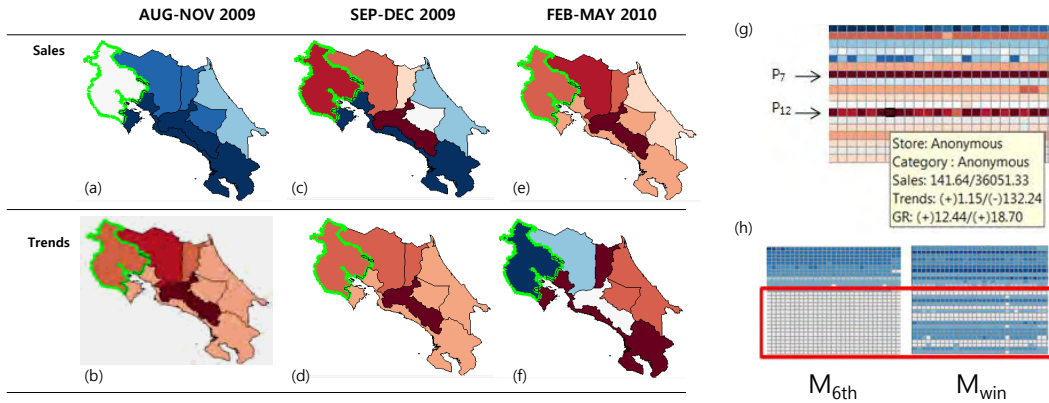 AUG-NOV 2009
SEP-DEC 2009
FEB-MAY 2010
Sales
(a)
(c)
(e)
Trends
(b)
(d)
(f)
(g)
P7
P12
Store: Anonymous
Category : Anonymous
Sales: 141.64/36051.33
Trends: (+)1.15/(-)132.24
GR: (+)12.44/(+)18.70
(h)
M6th
Mwin